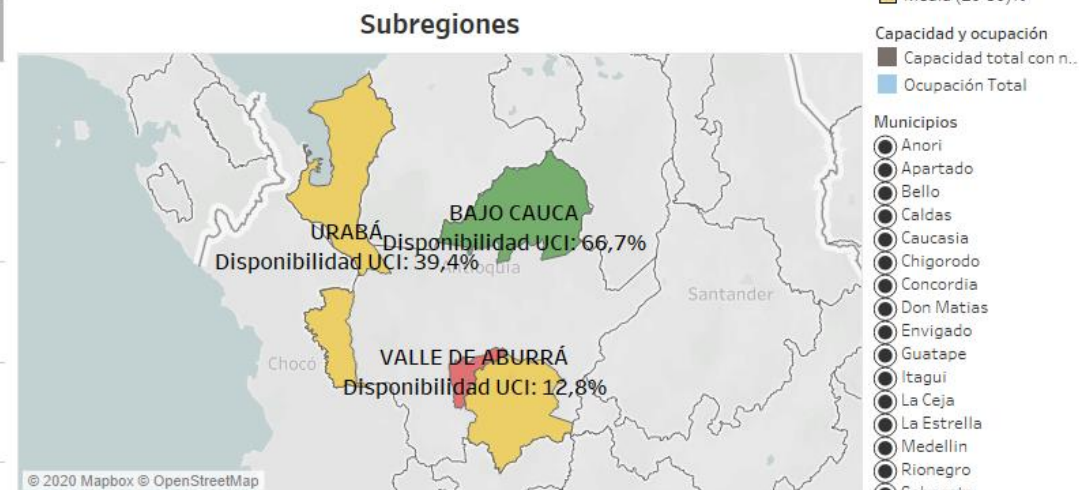 Subregiones
URABÁ
Disponibilidad UCI: 39,4%
BAJO CAUCA
Disponibilidad UCI: 66,7%
Antioquia
Santander
Chocó
VALLE DE ABURRÁ
Disponibilidad UCI: 12,8%
© 2020 Mapbox © OpenStreetMap
Capacidad y ocupación
Capacidad total con n..
Ocupación Total
Municipios
Anori
Apartado
Bello
Caldas
Caucasia
Chigorodo
Concordia
Don Matias
Envigado
Guatape
Itagui
La Ceja
La Estrella
Medellin
Rionegro